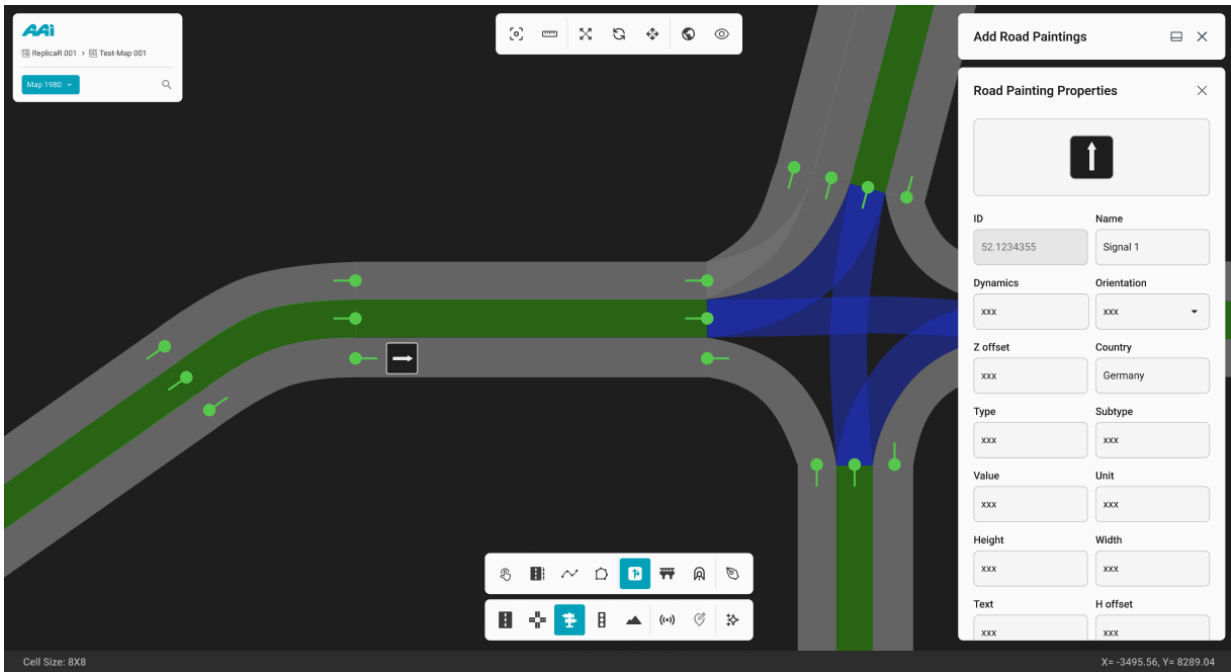 AAi
ReplicaR 001 › Test-Map 001
Map 1980
Add Road Paintings
Road Painting Properties
ID Name
52.1234355 Signal 1
Dynamics Orientation
xxx xxx
Z offset Country
xxx Germany
Type Subtype
xxx xxx
Value Unit
xxx xxx
Height Width
xxx xxx
Text H offset
xxx xxx
Cell Size: 8X8
X= -3495.56, Y= 8289.04